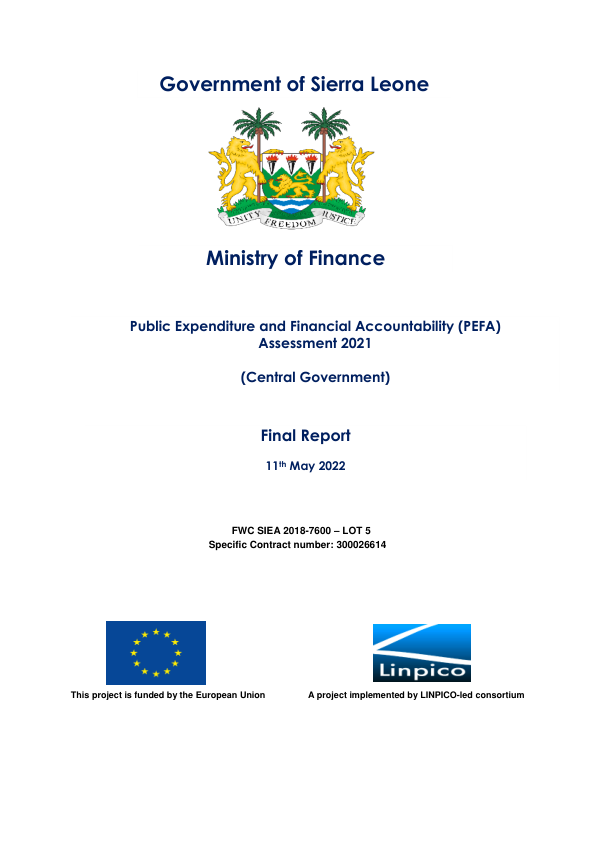 Government of Sierra Leone
UNITY FREEDOM JUSTICE
Ministry of Finance
Public Expenditure and Financial Accountability (PEFA)
Assessment 2021
(Central Government)
Final Report
11th May 2022
FWC SIEA 2018-7600 – LOT 5
Specific Contract number: 300026614
Linpico
This project is funded by the European Union
A project implemented by LINPICO-led consortium